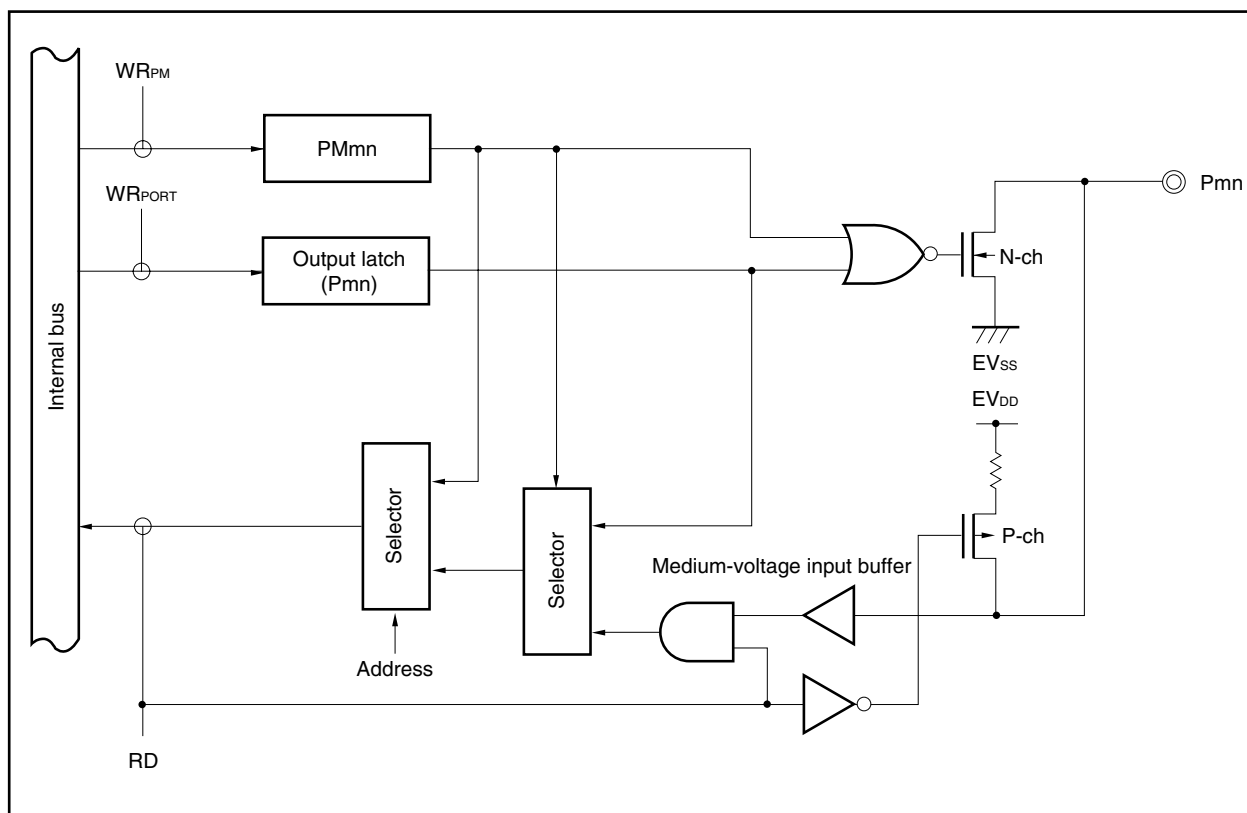 WRPM
PMmn
WRPORT
Output latch
(Pmn)
Pmn
N-ch
EVSS
EVDD
Internal bus
Selector
Selector
P-ch
Medium-voltage input buffer
Address
RD